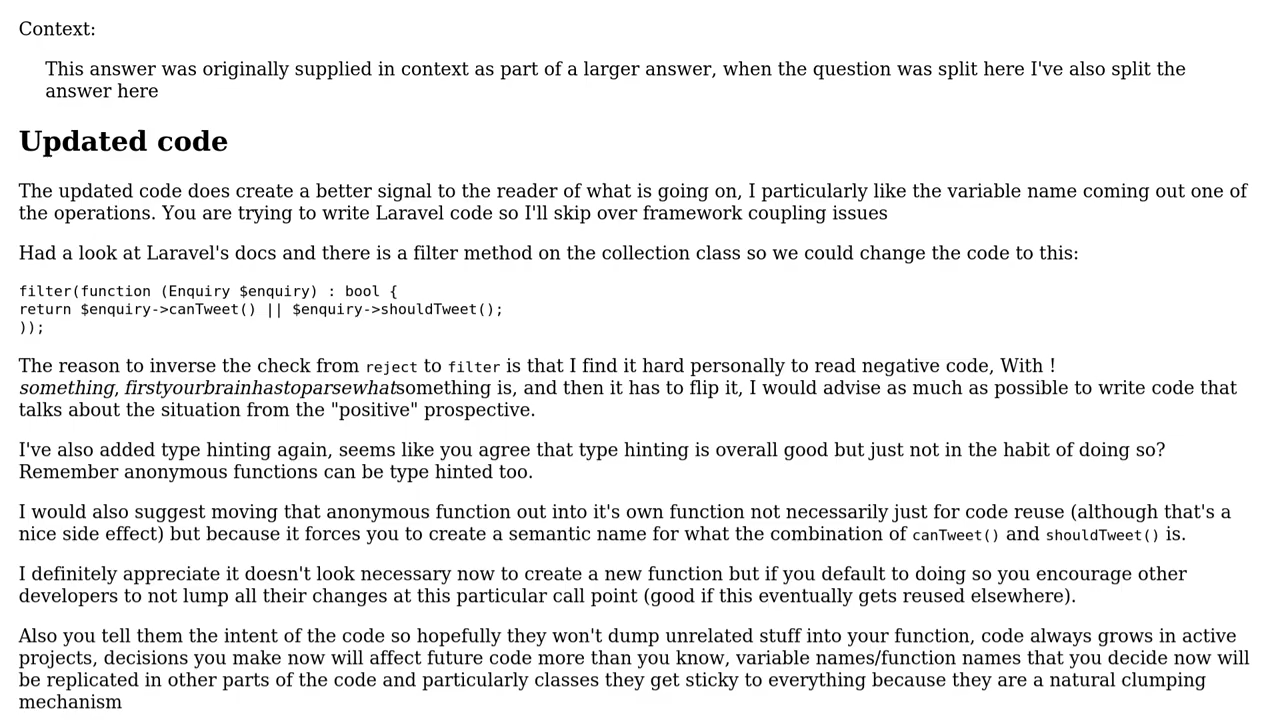 Context:
This answer was originally supplied in context as part of a larger answer, when the question was split here I've also split the
answer here
Updated code
The updated code does create a better signal to the reader of what is going on, I particularly like the variable name coming out one of
the operations. You are trying to write Laravel code so I'll skip over framework coupling issues
Had a look at Laravel's docs and there is a filter method on the collection class so we could change the code to this:
filter(function (Enquiry $enquiry) : bool {
return $enquiry->canTweet() || $enquiry->shouldTweet();
));
The reason to inverse the check from reject to filter is that I find it hard personally to read negative code, With !
something, firstyourbrainhastoparsewhatsomething is, and then it has to flip it, I would advise as much as possible to write code that
talks about the situation from the "positive" prospective.
I've also added type hinting again, seems like you agree that type hinting is overall good but just not in the habit of doing so?
Remember anonymous functions can be type hinted too.
I would also suggest moving that anonymous function out into it's own function not necessarily just for code reuse (although that's a
nice side effect) but because it forces you to create a semantic name for what the combination of canTweet() and shouldTweet() is.
I definitely appreciate it doesn't look necessary now to create a new function but if you default to doing so you encourage other
developers to not lump all their changes at this particular call point (good if this eventually gets reused elsewhere).
Also you tell them the intent of the code so hopefully they won't dump unrelated stuff into your function, code always grows in active
projects, decisions you make now will affect future code more than you know, variable names/function names that you decide now will
be replicated in other parts of the code and particularly classes they get sticky to everything because they are a natural clumping
mechanism